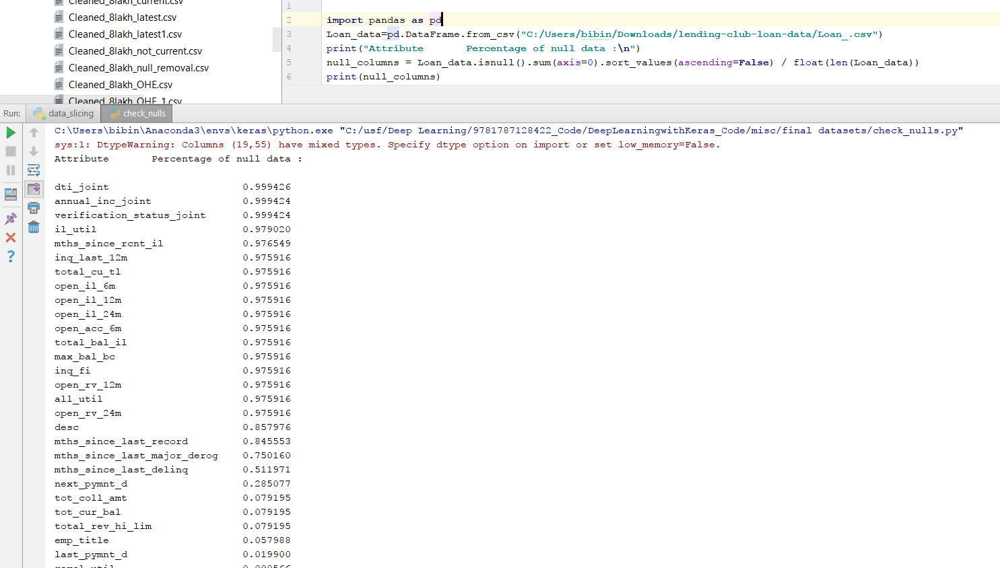 Cleaned_8lakh_current.csv
Cleaned_8lakh_latest.csv
Cleaned_8lakh_latest1.csv
Cleaned_8lakh_not_current.csv
Cleaned_8lakh_null_removal.csv
Cleaned_8lakh_OHE.csv
Cleaned_8lakh_OHE_1.csv
1
2 import pandas as pd
3 Loan_data=pd.DataFrame.from_csv("C:/Users/bibin/Downloads/lending-club-loan-data/Loan_.csv")
4 print("Attribute        Percentage of null data :\n")
5 null_columns = Loan_data.isnull().sum(axis=0).sort_values(ascending=False) / float(len(Loan_data))
6 print(null_columns)
Run: data_slicing check_nulls
C:\Users\bibin\Anaconda3\envs\keras\python.exe "C:/usf/Deep Learning/9781787128422_Code/DeepLearningwithKeras_Code/misc/final datasets/check_nulls.py"
sys:1: DtypeWarning: Columns (19,55) have mixed types. Specify dtype option on import or set low_memory=False.
Attribute        Percentage of null data :
dti_joint 0.999426
annual_inc_joint 0.999424
verification_status_joint 0.999424
il_util 0.979020
mths_since_rcnt_il 0.976549
inq_last_12m 0.975916
total_cu_tl 0.975916
open_il_6m 0.975916
open_il_12m 0.975916
open_il_24m 0.975916
open_acc_6m 0.975916
total_bal_il 0.975916
max_bal_bc 0.975916
inq_fi 0.975916
open_rv_12m 0.975916
all_util 0.975916
open_rv_24m 0.975916
desc 0.857976
mths_since_last_record 0.845553
mths_since_last_major_derog 0.750160
mths_since_last_delinq 0.511971
next_pymnt_d 0.285077
tot_coll_amt 0.079195
tot_cur_bal 0.079195
total_rev_hi_lim 0.079195
emp_title 0.057988
last_pymnt_d 0.019900